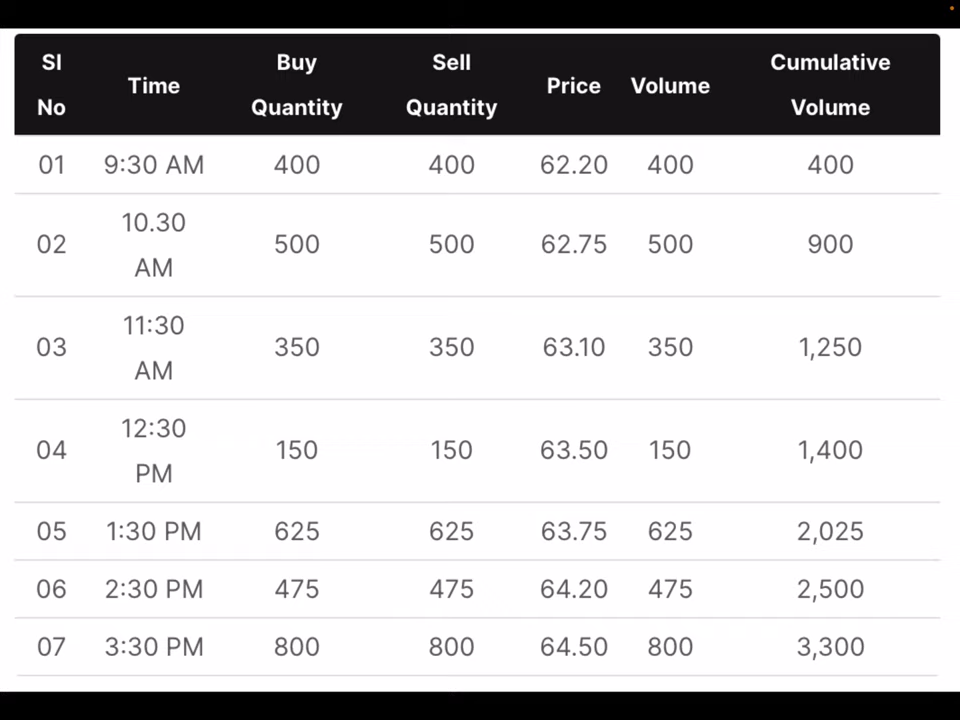 Sl No Time Buy Quantity Sell Quantity Price Volume Cumulative Volume
01 9:30 AM 400 400 62.20 400 400
02 10.30 AM 500 500 62.75 500 900
03 11:30 AM 350 350 63.10 350 1,250
04 12:30 PM 150 150 63.50 150 1,400
05 1:30 PM 625 625 63.75 625 2,025
06 2:30 PM 475 475 64.20 475 2,500
07 3:30 PM 800 800 64.50 800 3,300